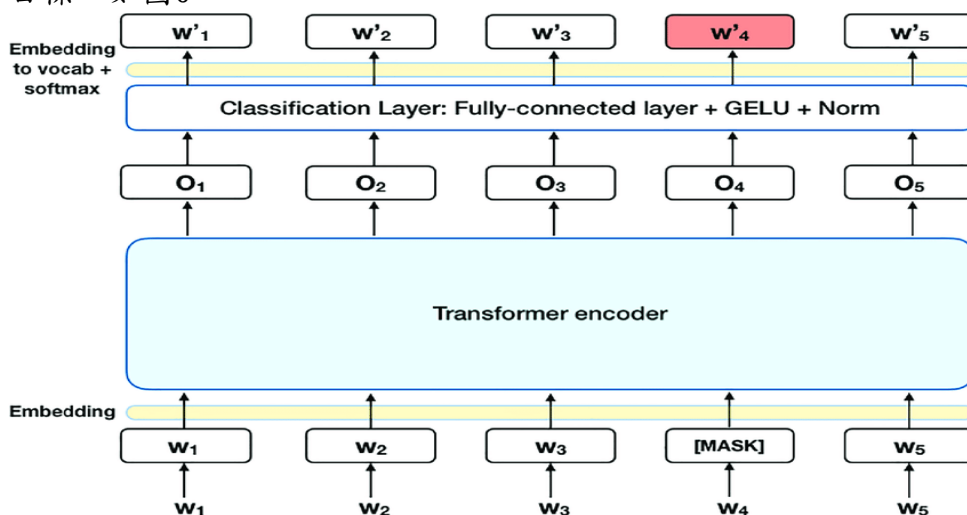 Embedding
to vocab +
softmax
w'1 w'2 w'3 w'4 w'5
Classification Layer: Fully-connected layer + GELU + Norm
O1 O2 O3 O4 O5
Transformer encoder
Embedding
W1 W2 W3 [MASK] W5
W1 W2 W3 W4 W5